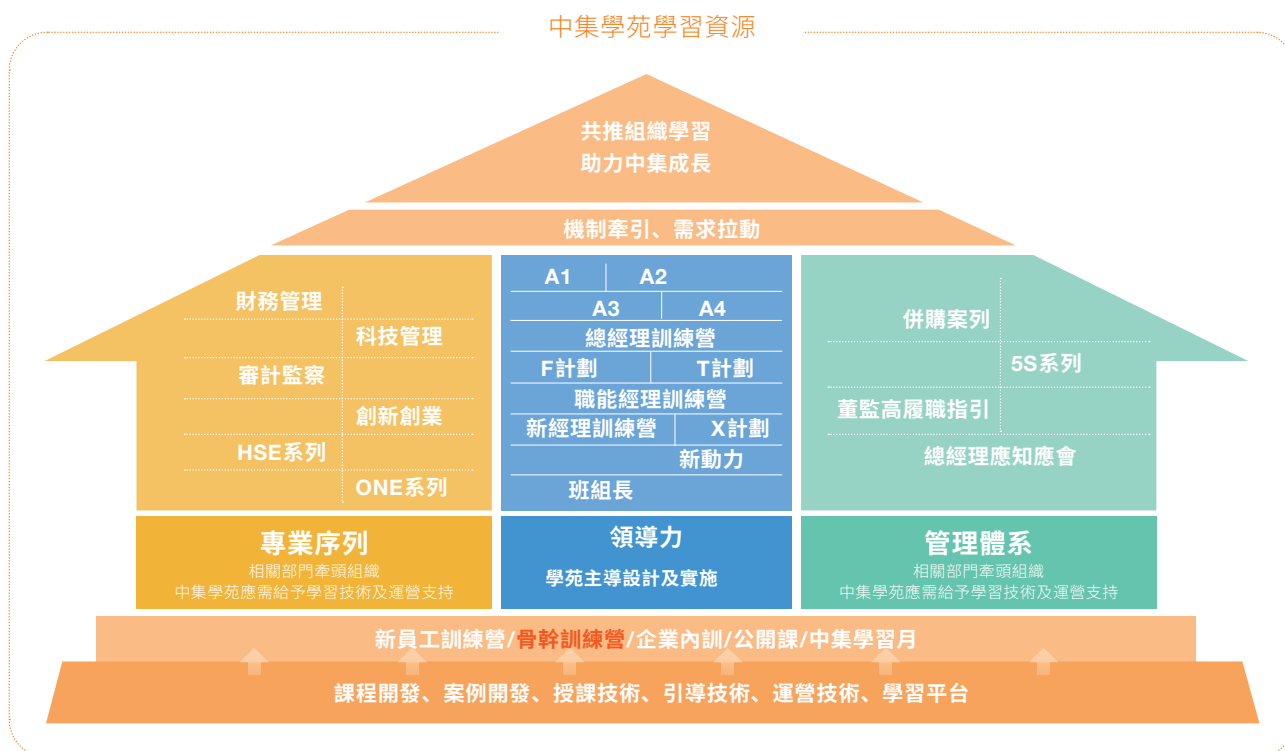 中集學苑學習資源
共推組織學習
助力中集成長
機制牽引、需求拉動
財務管理
科技管理
審計監察
創新創業
HSE系列
ONE系列
專業序列
相關部門牽頭組織
中集學苑應需給予學習技術及運營支持
A1 A2
A3 A4
總經理訓練營
F計劃 T計劃
職能經理訓練營
新經理訓練營 X計劃
新動力
班組長
領導力
學苑主導設計及實施
併購案列
5S系列
董監高履職指引
總經理應知應會
管理體系
相關部門牽頭組織
中集學苑應需給予學習技術及運營支持
新員工訓練營/骨幹訓練營/企業內訓/公開課/中集學習月
課程開發、案例開發、授課技術、引導技術、運營技術、學習平台